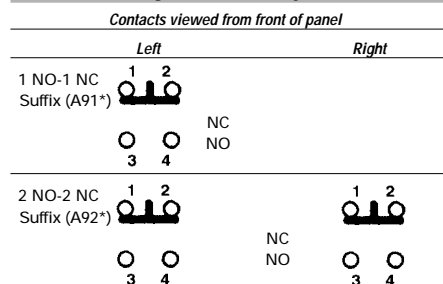 Contacts viewed from front of panel
Left Right
1 NO-1 NC
Suffix (A91*)
1 2
NC
NO
3 4
2 NO-2 NC
Suffix (A92*)
1 2 1 2
NC
NO
3 4 3 4